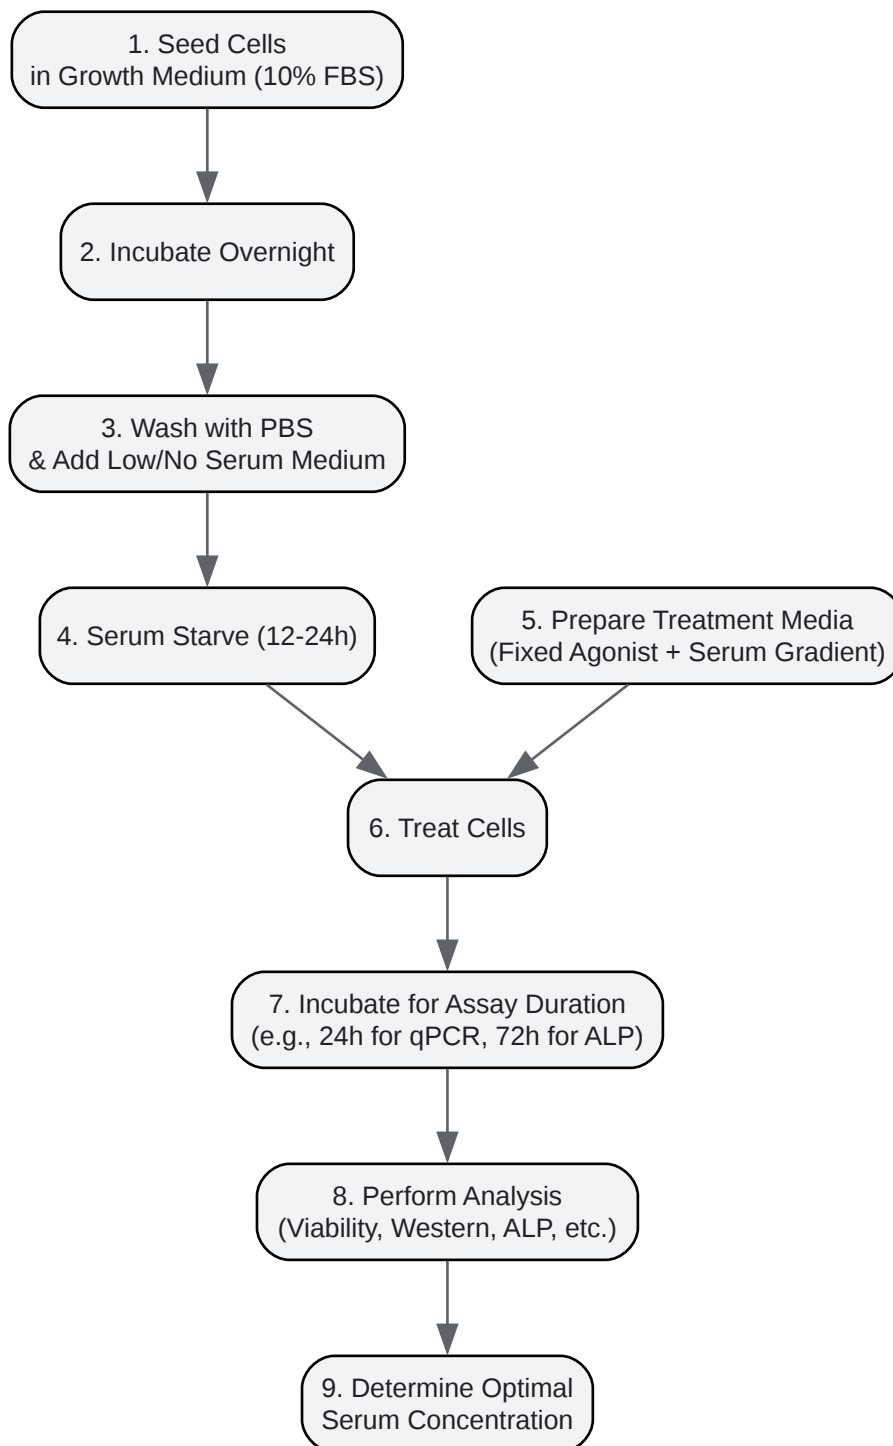 1. Seed Cells
in Growth Medium (10% FBS)
2. Incubate Overnight
3. Wash with PBS
& Add Low/No Serum Medium
4. Serum Starve (12-24h)
5. Prepare Treatment Media
(Fixed Agonist + Serum Gradient)
6. Treat Cells
7. Incubate for Assay Duration
(e.g., 24h for qPCR, 72h for ALP)
8. Perform Analysis
(Viability, Western, ALP, etc.)
9. Determine Optimal
Serum Concentration